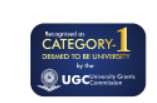 Recognised as
CATEGORY-1
DEEMED TO BE UNIVERSITY
by the
UGC University Grants
Commission